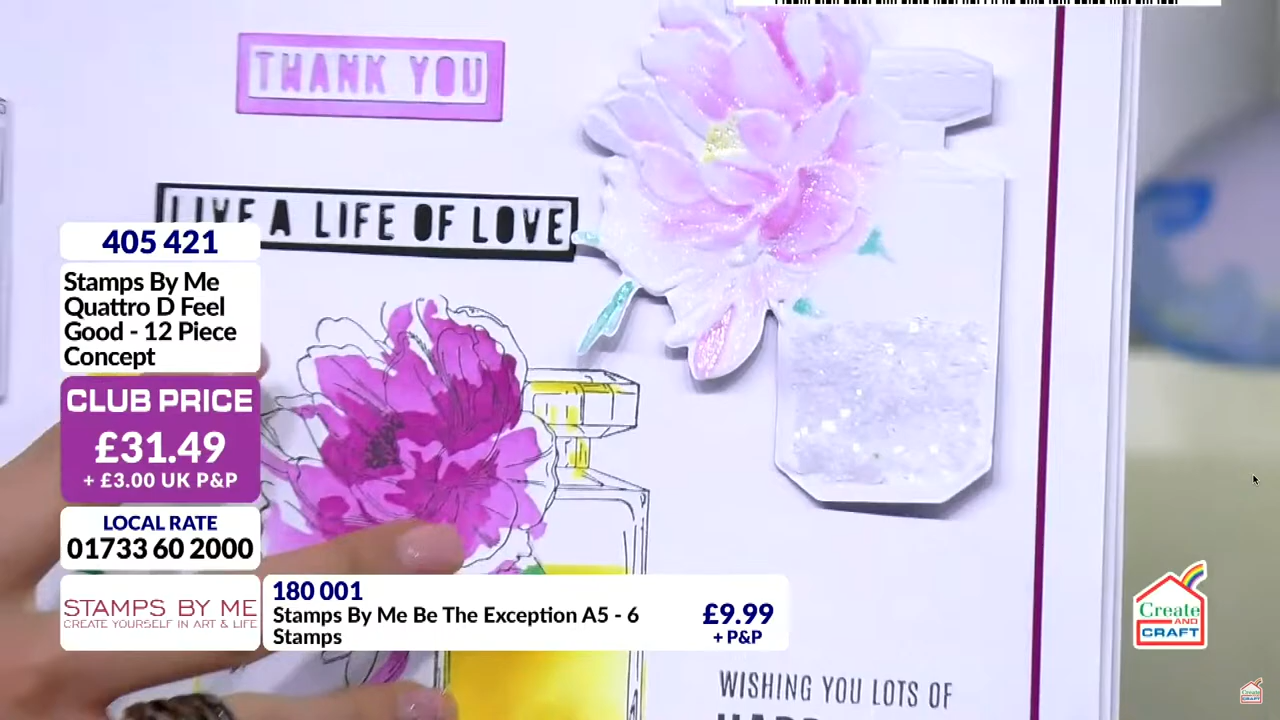 THANK YOU
LIVE A LIFE OF LOVE
405 421
Stamps By Me
Quattro D Feel
Good - 12 Piece
Concept
CLUB PRICE
£31.49
+ £3.00 UK P&P
LOCAL RATE
01733 60 2000
STAMPS BY ME
CREATE YOURSELF IN ART & LIFE
180 001
Stamps By Me Be The Exception A5 - 6
Stamps
£9.99
+ P&P
Create
AND
CRAFT
WISHING YOU LOTS OF